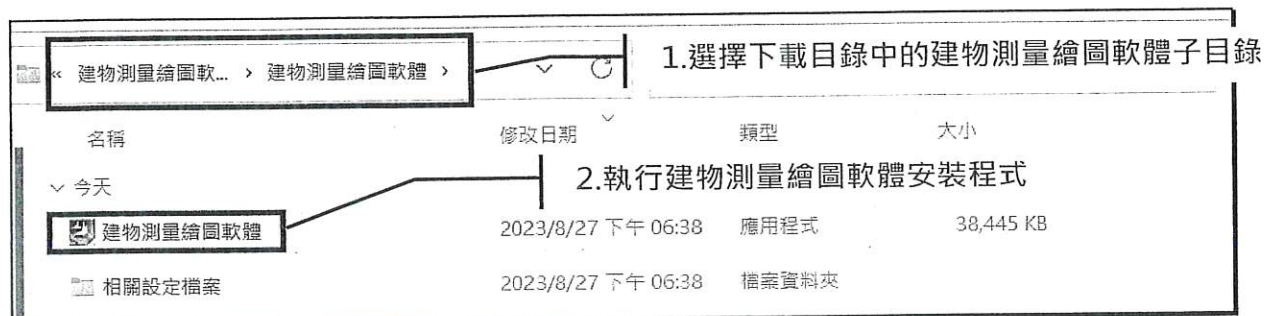 « 建物測量繪圖軟... › 建物測量繪圖軟體 ›
1.選擇下載目錄中的建物測量繪圖軟體子目錄
名稱 修改日期 類型 大小
今天
2.執行建物測量繪圖軟體安裝程式
建物測量繪圖軟體 2023/8/27 下午 06:38 應用程式 38,445 KB
相關設定檔案 2023/8/27 下午 06:38 檔案資料夾